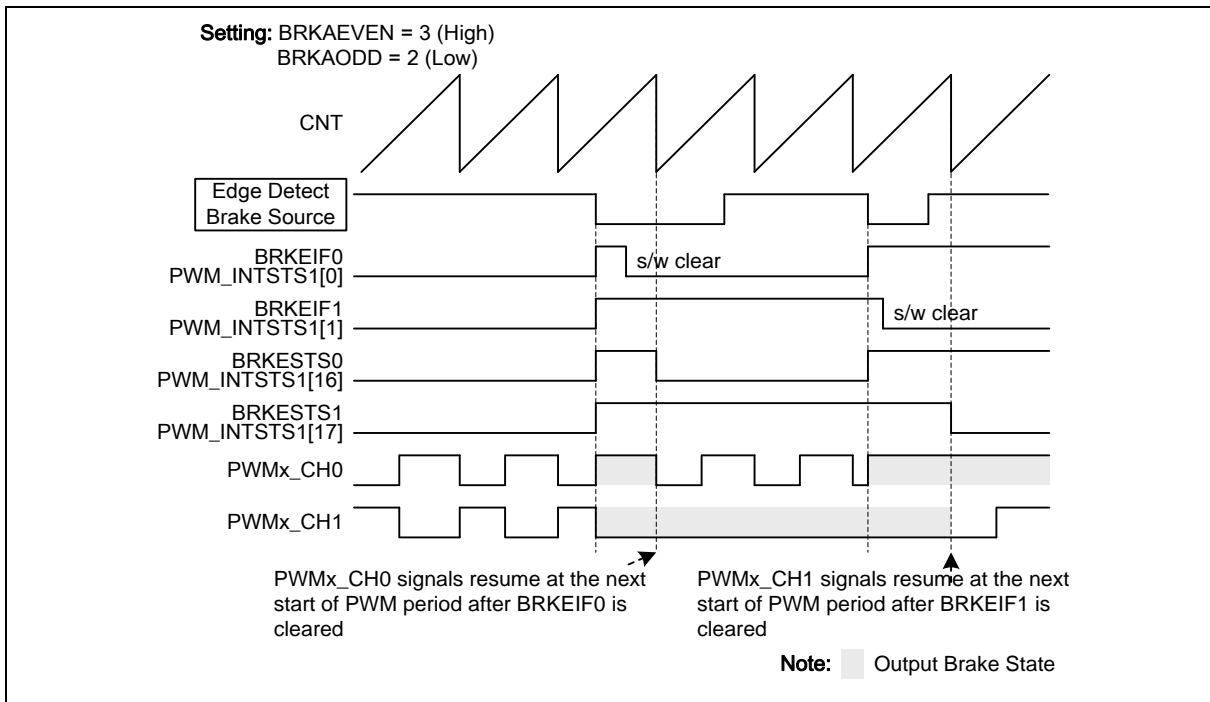 Setting: BRKAEVEN = 3 (High)
BRKAODD = 2 (Low)
CNT
Edge Detect
Brake Source
BRKEIF0
PWM_INTSTS1[0]
s/w clear
BRKEIF1
PWM_INTSTS1[1]
s/w clear
BRKESTS0
PWM_INTSTS1[16]
BRKESTS1
PWM_INTSTS1[17]
PWMx_CH0
PWMx_CH1
PWMx_CH0 signals resume at the next
start of PWM period after BRKEIF0 is
cleared
PWMx_CH1 signals resume at the next
start of PWM period after BRKEIF1 is
cleared
Note: Output Brake State